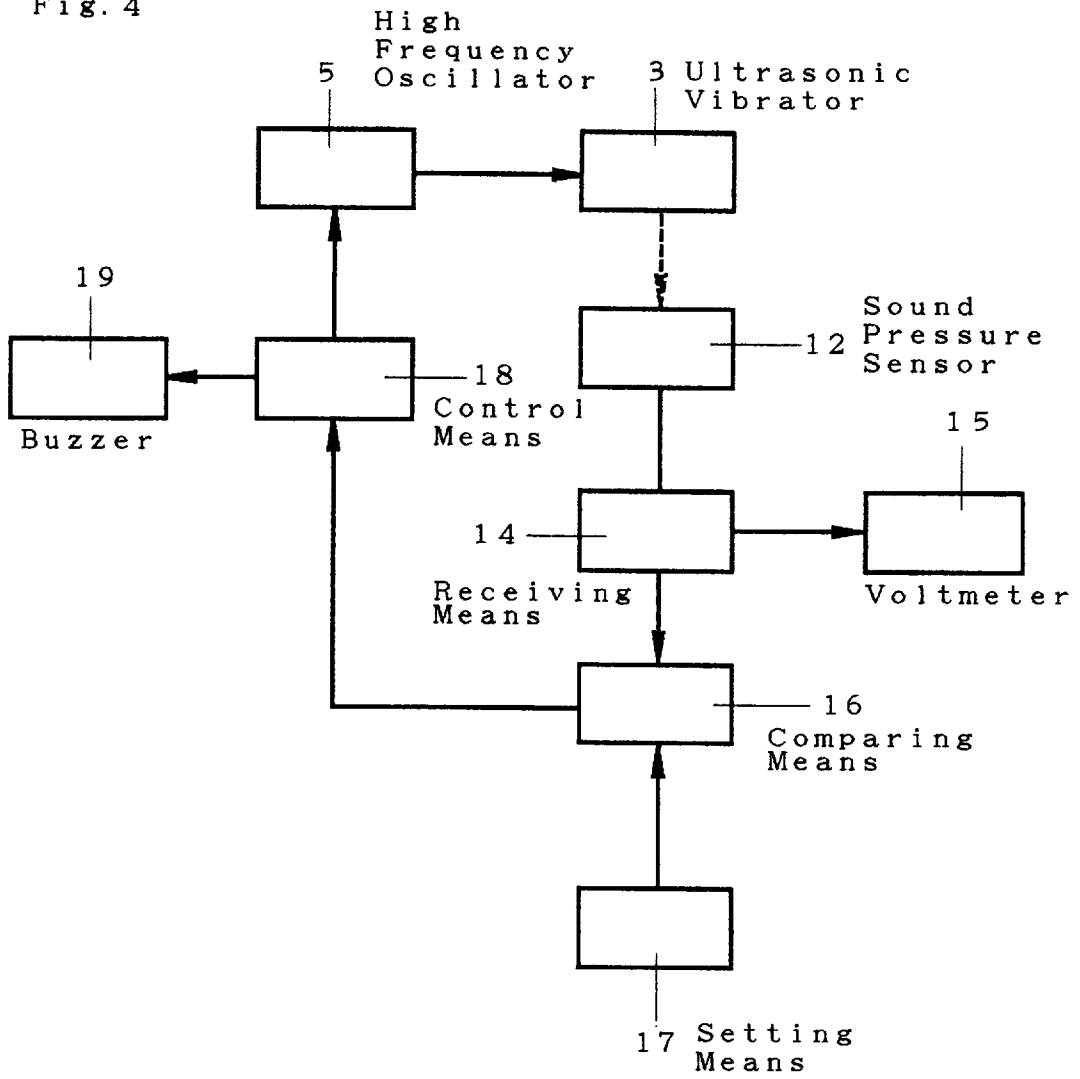 Fig. 4
High
Frequency
Oscillator
5
3 Ultrasonic
Vibrator
19
Buzzer
18
Control
Means
12
Sound
Pressure
Sensor
15
Voltmeter
14
Receiving
Means
16
Comparing
Means
17 Setting
Means